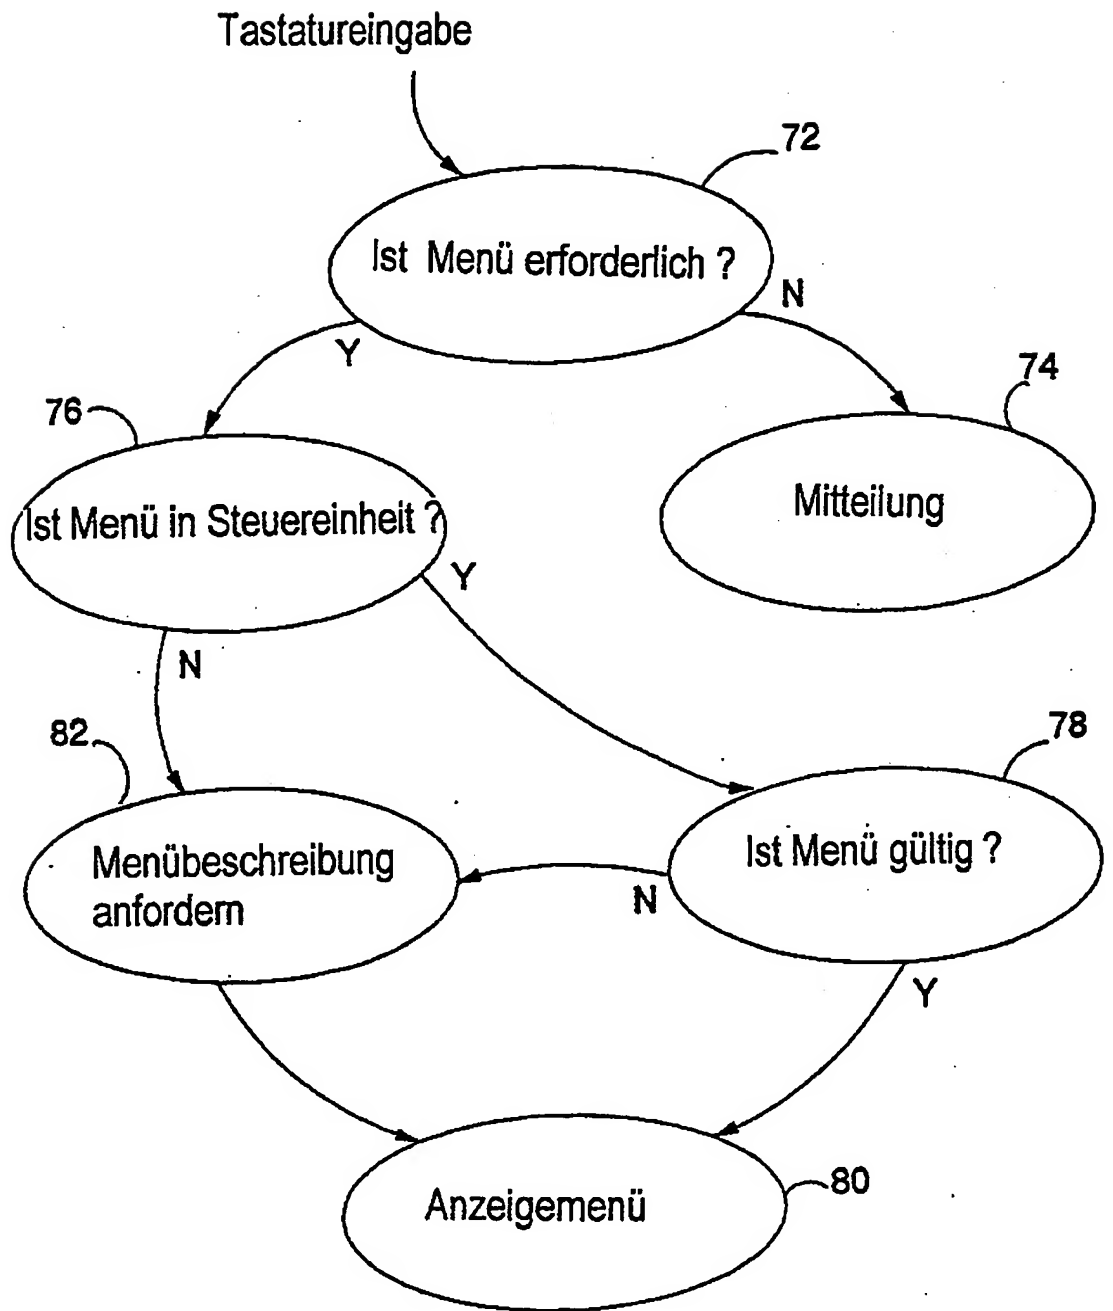 Tastatureingabe
72
Ist Menü erforderlich ?
N
Y
74
76
Mitteilung
Ist Menü in Steuereinheit ?
Y
N
82
78
Menübeschreibung
anfordern
Ist Menü gültig ?
N
Y
Anzeigemenü
80